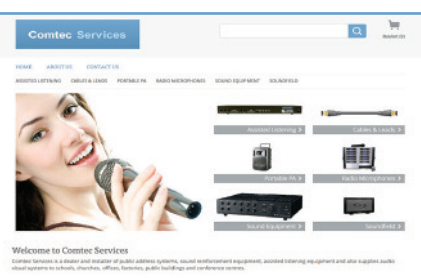 Comtec Services
Basket (0)
HOME ABOUT US CONTACT US
ASSISTED LISTENING CABLES & LEADS PORTABLE PA RADIO MICROPHONES SOUND EQUIPMENT SOUNDFIELD
Assisted Listening >
Cables & Leads >
Portable PA >
Radio Microphones >
Sound Equipment >
Soundfield >
Welcome to Comtec Services
Comtec Services is a dealer and installer of public address systems, sound reinforcement equipment, assisted listening equipment and also supplies audio
visual systems to schools, churches, offices, factories, public buildings and conference centres.